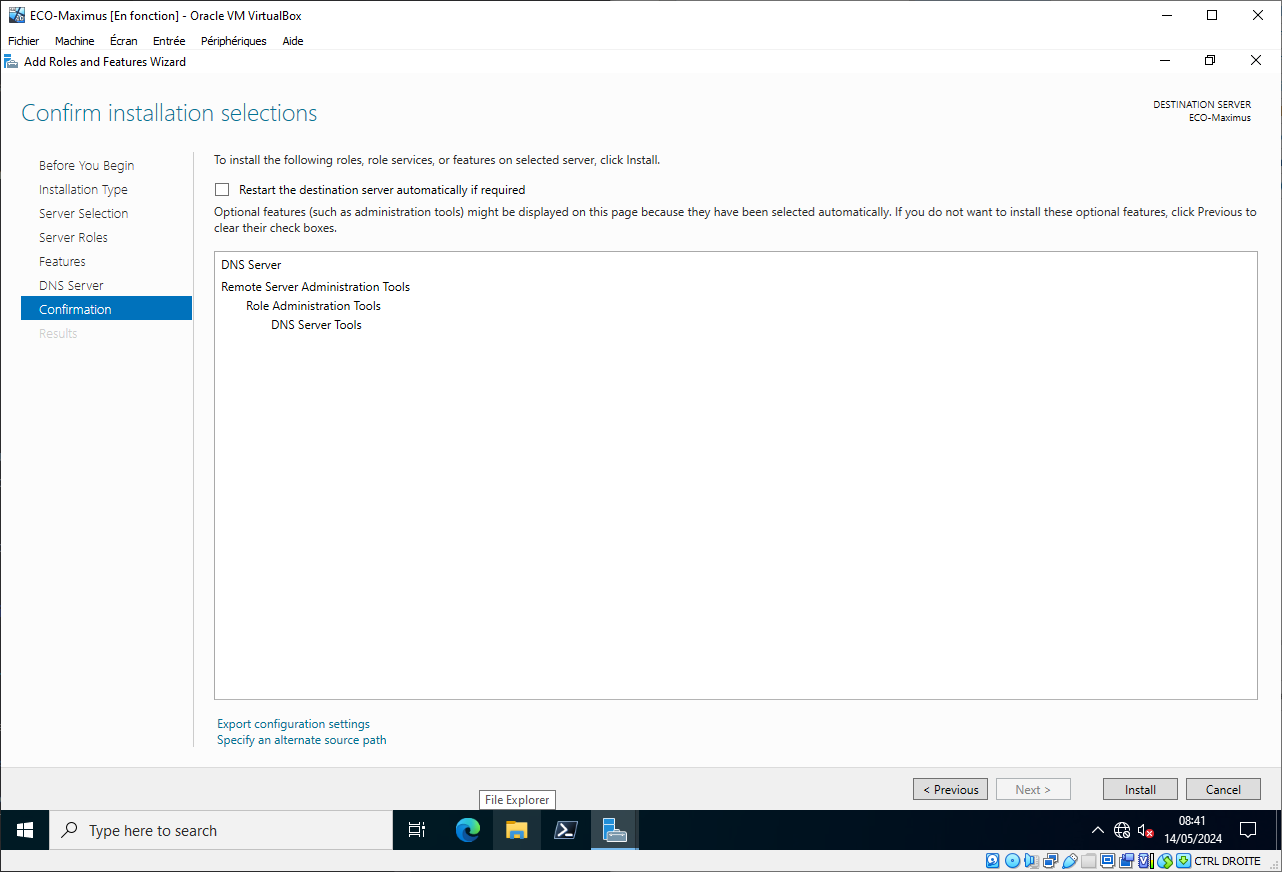 ECO-Maximus [En fonction] - Oracle VM VirtualBox
Fichier Machine Écran Entrée Périphériques Aide
Add Roles and Features Wizard
Confirm installation selections
DESTINATION SERVER
ECO-Maximus
Before You Begin
Installation Type
Server Selection
Server Roles
Features
DNS Server
Confirmation
Results
To install the following roles, role services, or features on selected server, click Install.
Restart the destination server automatically if required
Optional features (such as administration tools) might be displayed on this page because they have been selected automatically. If you do not want to install these optional features, click Previous to
clear their check boxes.
DNS Server
Remote Server Administration Tools
Role Administration Tools
DNS Server Tools
Export configuration settings
Specify an alternate source path
< Previous Next > Install Cancel
File Explorer
Type here to search
08:41
14/05/2024
CTRL DROITE